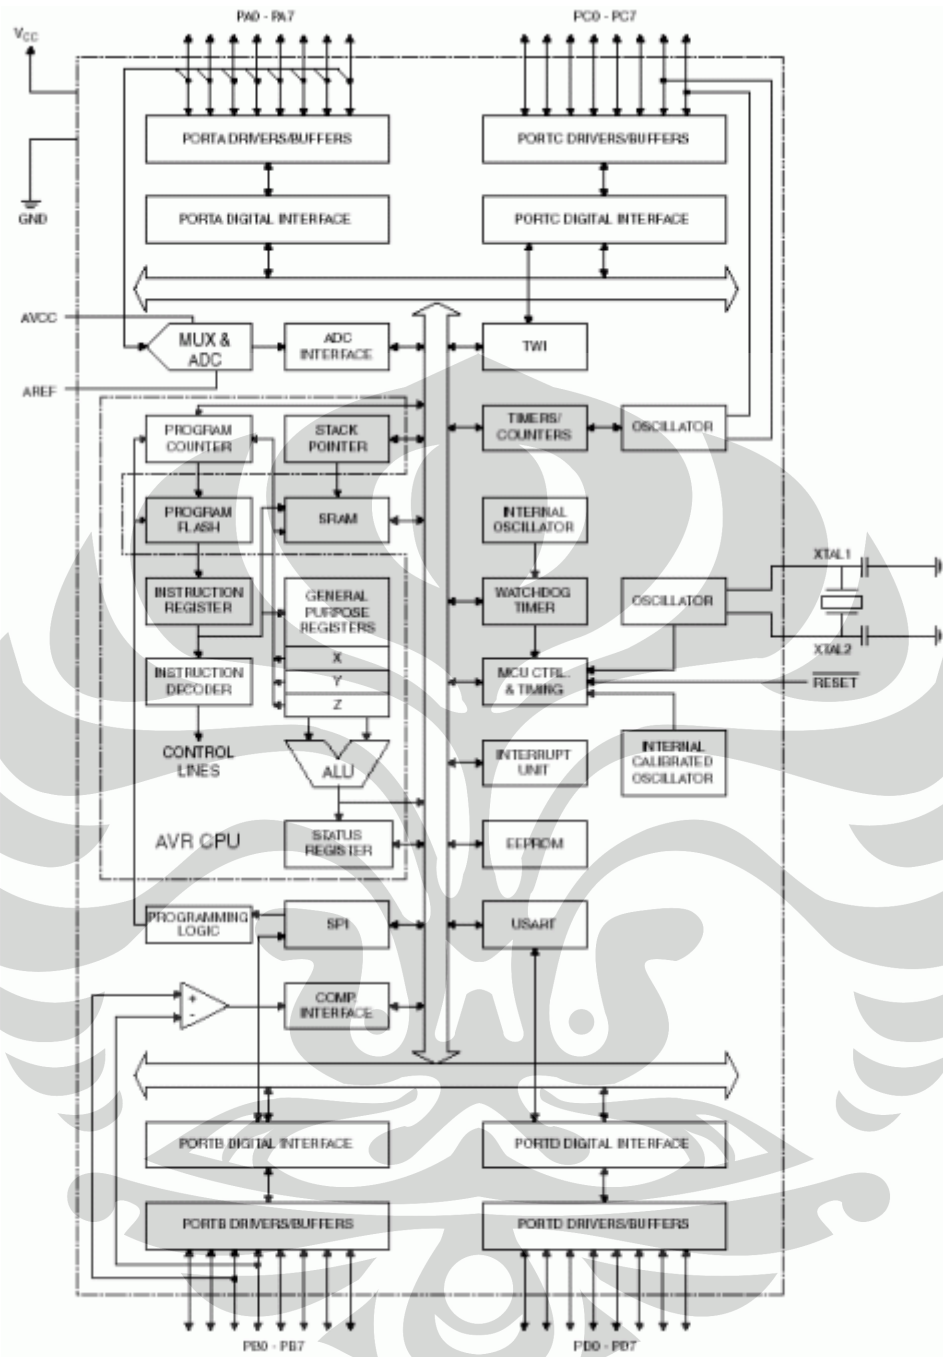 PA0 - PA7
PC0 - PC7
VCC
PORTA DRIVERS/BUFFERS
PORTC DRIVERS/BUFFERS
GND
PORTA DIGITAL INTERFACE
PORTC DIGITAL INTERFACE
AVCC
MUX &
ADC
ADC
INTERFACE
TWI
AREF
PROGRAM
COUNTER
STACK
POINTER
TIMERS/
COUNTERS
OSCILLATOR
PROGRAM
FLASH
SRAM
INTERNAL
OSCILLATOR
XTAL1
INSTRUCTION
REGISTER
GENERAL
PURPOSE
REGISTERS
WATCHDOG
TIMER
OSCILLATOR
XTAL2
X
INSTRUCTION
DECODER
Y
MCU CTRL.
& TIMING
RESET
Z
CONTROL
LINES
ALU
INTERRUPT
UNIT
INTERNAL
CALIBRATED
OSCILLATOR
AVR CPU
STATUS
REGISTER
EEPROM
PROGRAMMING
LOGIC
SPI
USART
+
-
COMP.
INTERFACE
PORTB DIGITAL INTERFACE
PORTD DIGITAL INTERFACE
PORTB DRIVERS/BUFFERS
PORTD DRIVERS/BUFFERS
PB0 - PB7
PD0 - PD7